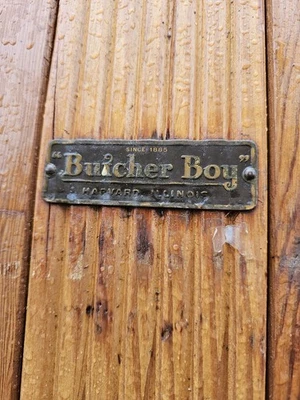 SINCE-1885
"Butcher Boy"
HARVARD, ILLINOIS